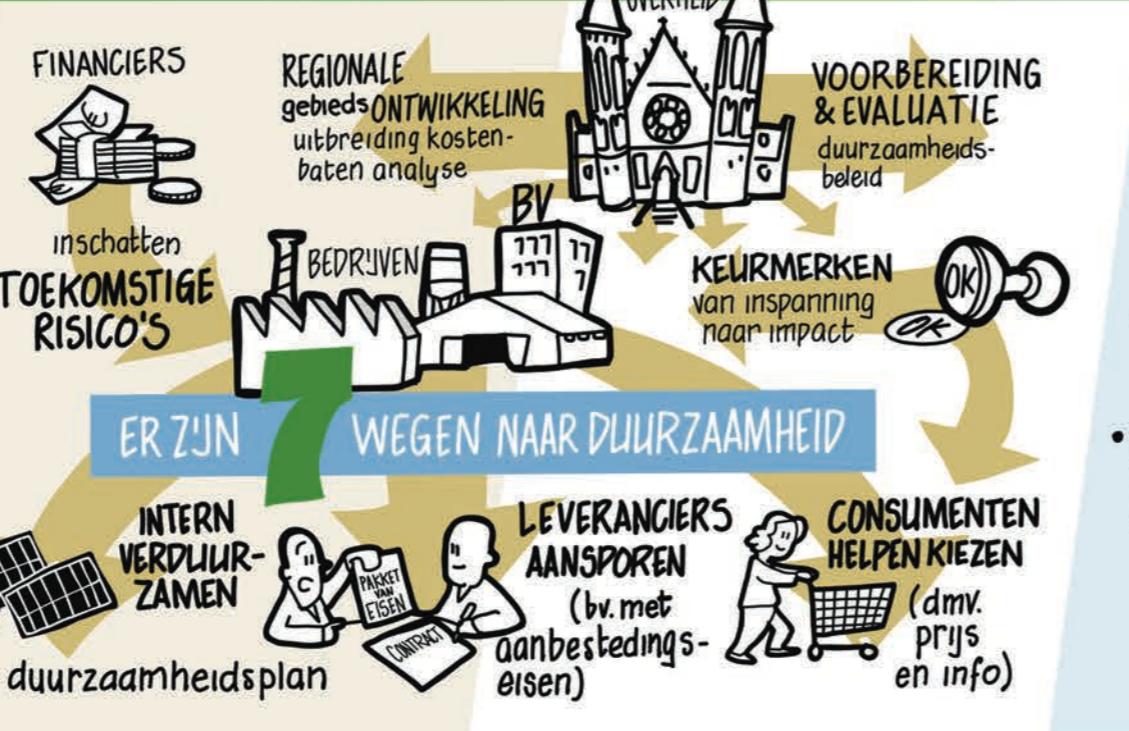 OVERHEID
FINANCIERS
REGIONALE
gebiedsONTWIKKELING
uitbreiding kosten-
baten analyse
VOORBEREIDING
& EVALUATIE
duurzaamheids-
beleid
inschatten
TOEKOMSTIGE
RISICO'S
BV
BEDRIJVEN
KEURMERKEN
van inspanning
naar impact
OK
OK
ER ZIJN 7 WEGEN NAAR DUURZAAMHEID
INTERN
VERDUUR-
ZAMEN
duurzaamheidsplan
PAKKET
VAN
EISEN
CONTRACT
LEVERANCIERS
AANSPOREN
(bv. met
aanbestedings-
eisen)
CONSUMENTEN
HELPEN KIEZEN
(dmv.
prijs
en info)